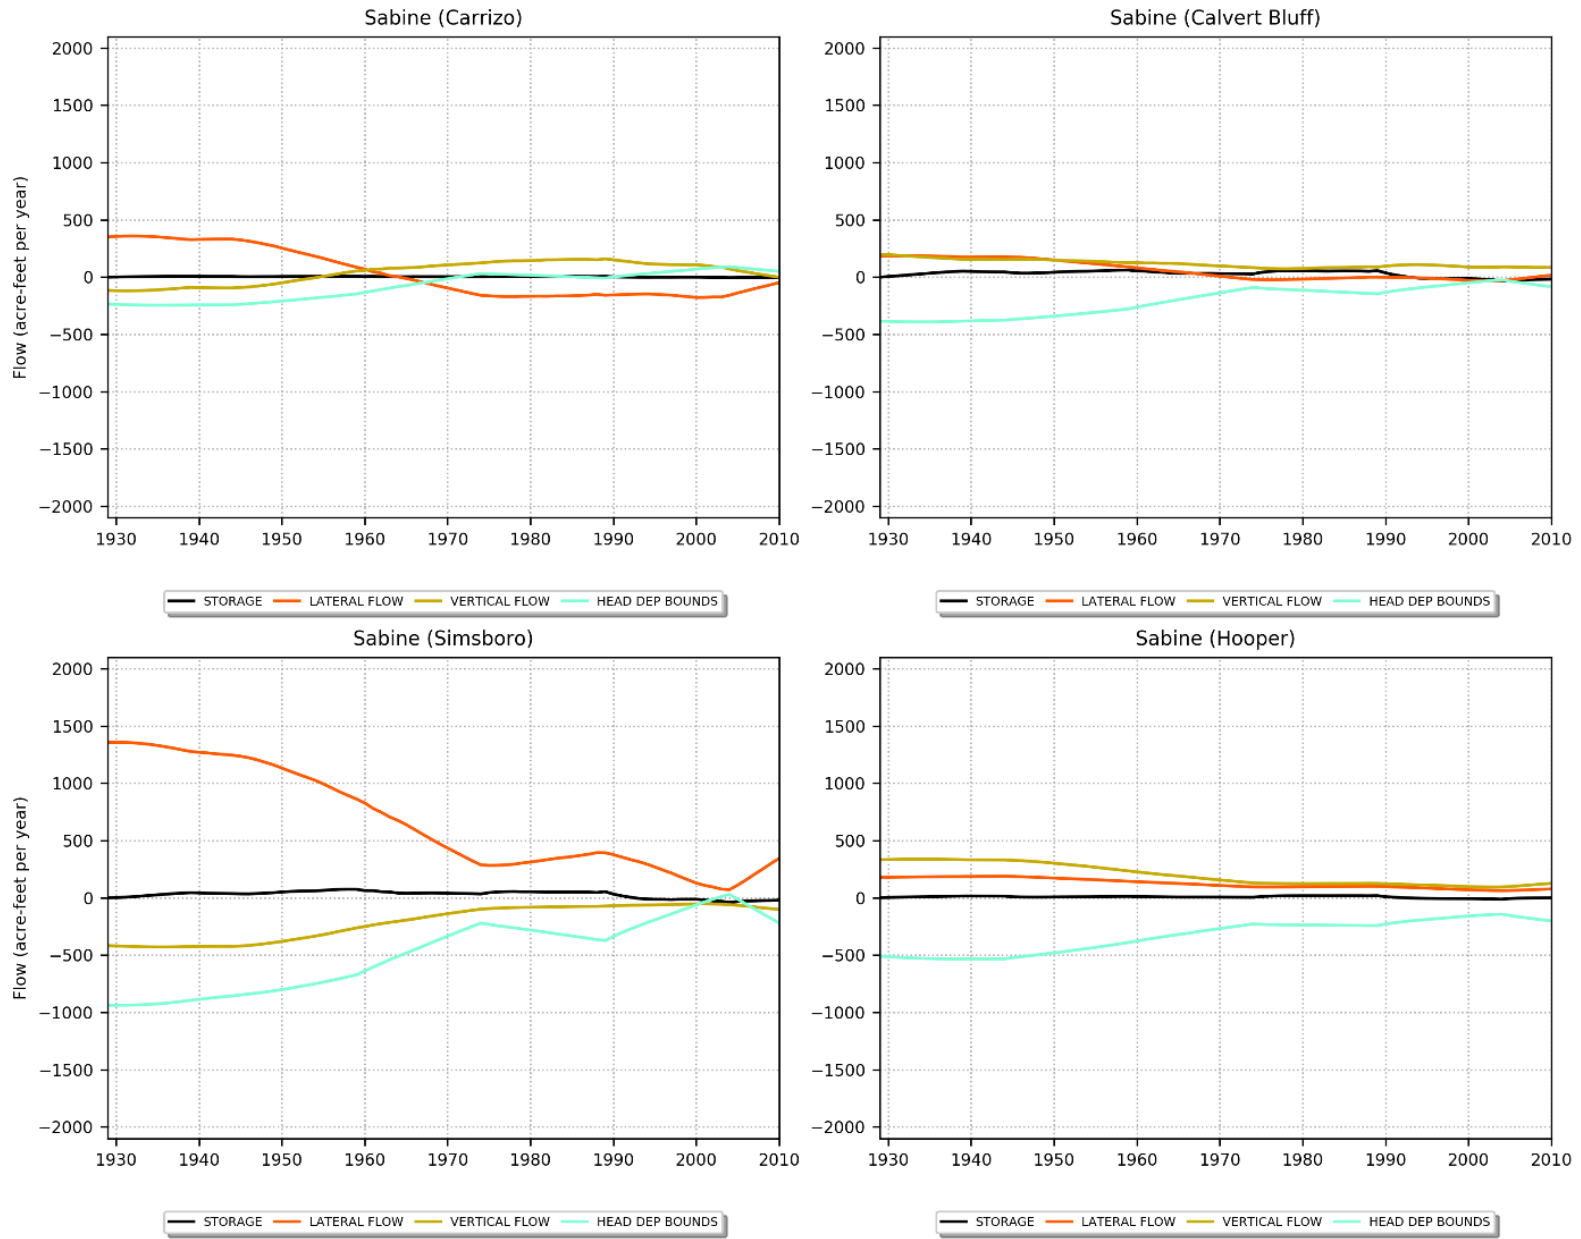 Sabine (Carrizo)
Flow (acre-feet per year)
2000
1500
1000
500
0
−500
−1000
−1500
−2000
1930 1940 1950 1960 1970 1980 1990 2000 2010
STORAGE LATERAL FLOW VERTICAL FLOW HEAD DEP BOUNDS
Sabine (Calvert Bluff)
2000
1500
1000
500
0
−500
−1000
−1500
−2000
1930 1940 1950 1960 1970 1980 1990 2000 2010
STORAGE LATERAL FLOW VERTICAL FLOW HEAD DEP BOUNDS
Sabine (Simsboro)
Flow (acre-feet per year)
2000
1500
1000
500
0
−500
−1000
−1500
−2000
1930 1940 1950 1960 1970 1980 1990 2000 2010
STORAGE LATERAL FLOW VERTICAL FLOW HEAD DEP BOUNDS
Sabine (Hooper)
2000
1500
1000
500
0
−500
−1000
−1500
−2000
1930 1940 1950 1960 1970 1980 1990 2000 2010
STORAGE LATERAL FLOW VERTICAL FLOW HEAD DEP BOUNDS